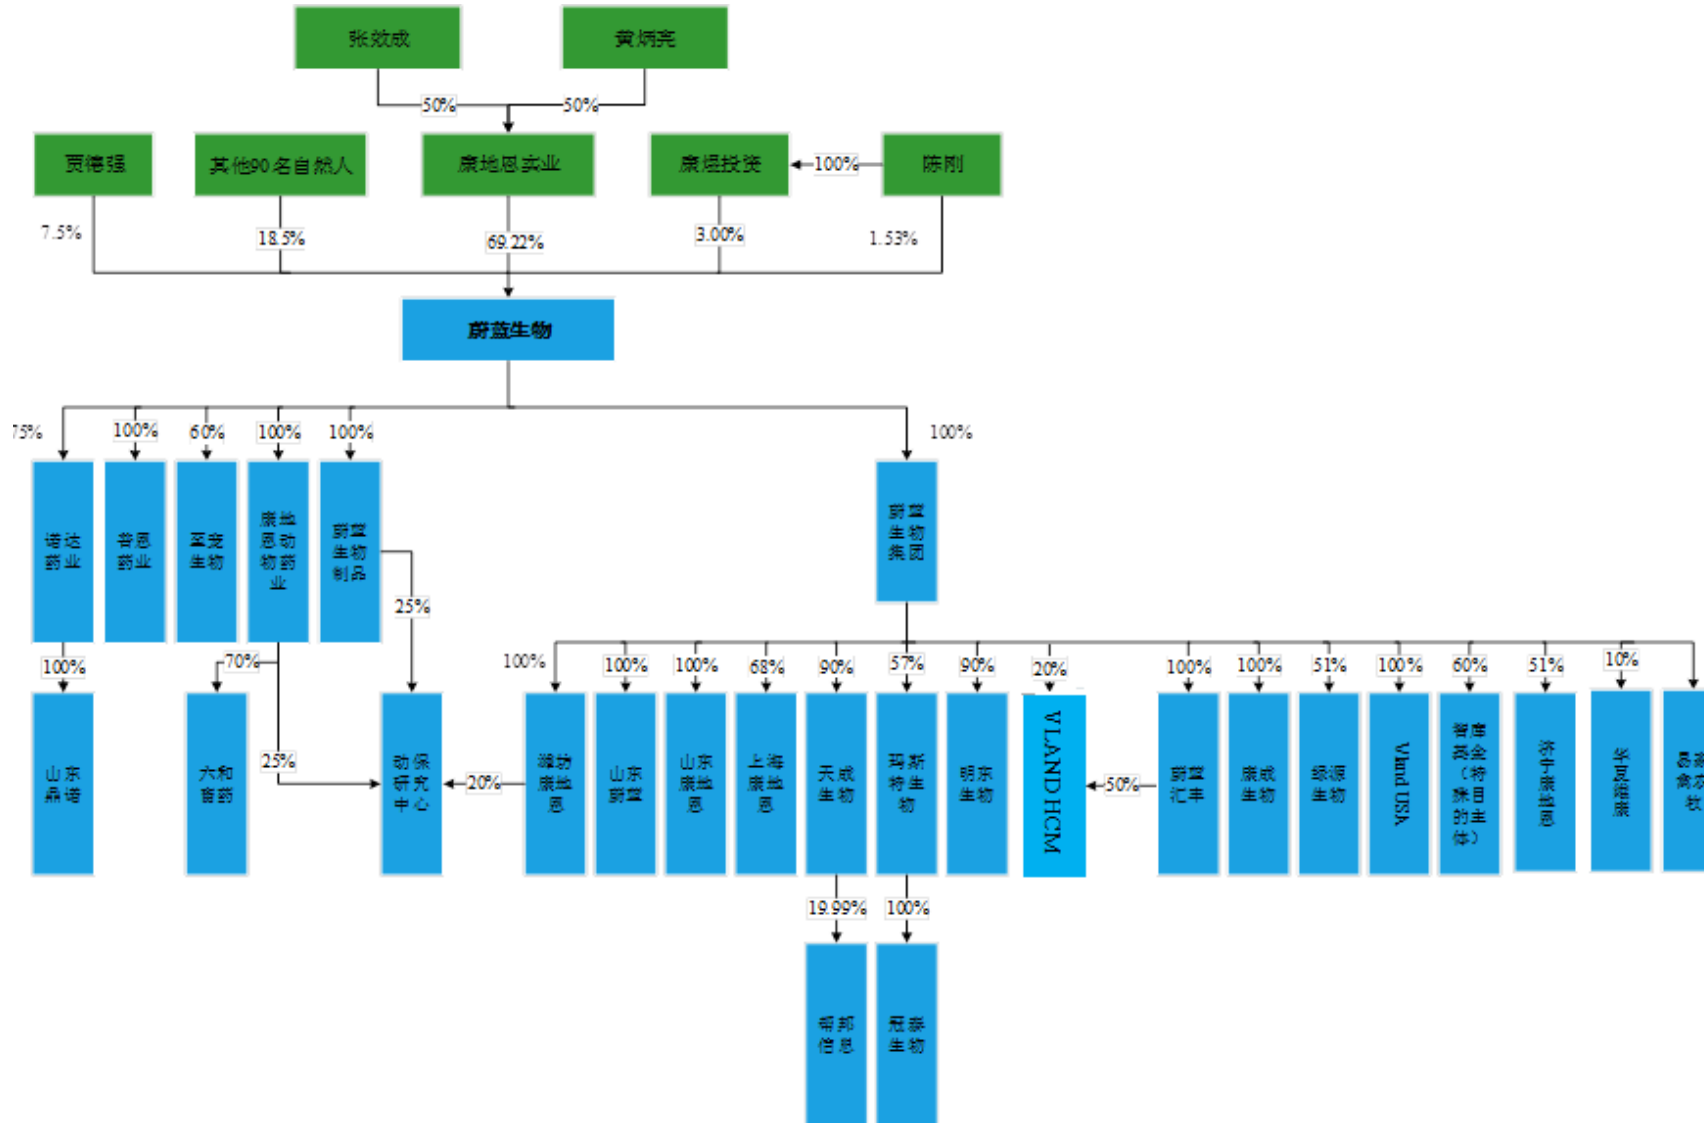 张效成
黄炳亮
50%
50%
贾德强
其他90名自然人
康地恩实业
康煜投资
100%
陈刚
7.5%
18.5%
69.22%
3.00%
1.53%
蔚蓝生物
75%
100%
60%
100%
100%
100%
诺达
药业
普恩
药业
至宠
生物
康地
恩动
物药
业
蔚蓝
生物
制品
蔚蓝
生物
集团
25%
100%
70%
100%
100%
100%
68%
90%
57%
90%
20%
100%
100%
51%
100%
60%
51%
10%
山东
鼎诺
六和
畜药
25%
动保
研究
中心
20%
潍坊
康地
恩
山东
蔚蓝
山东
康地恩
上海
康地
恩
天成
生物
玛斯
特生
物
明东
生物
VLAND HCM
50%
蔚蓝
汇丰
康成
生物
绿源
生物
Vland USA
智库
基金
（特
殊目
的主
体）
济宁康地恩
19.99%
100%
帮邦
信息
冠泰
生物